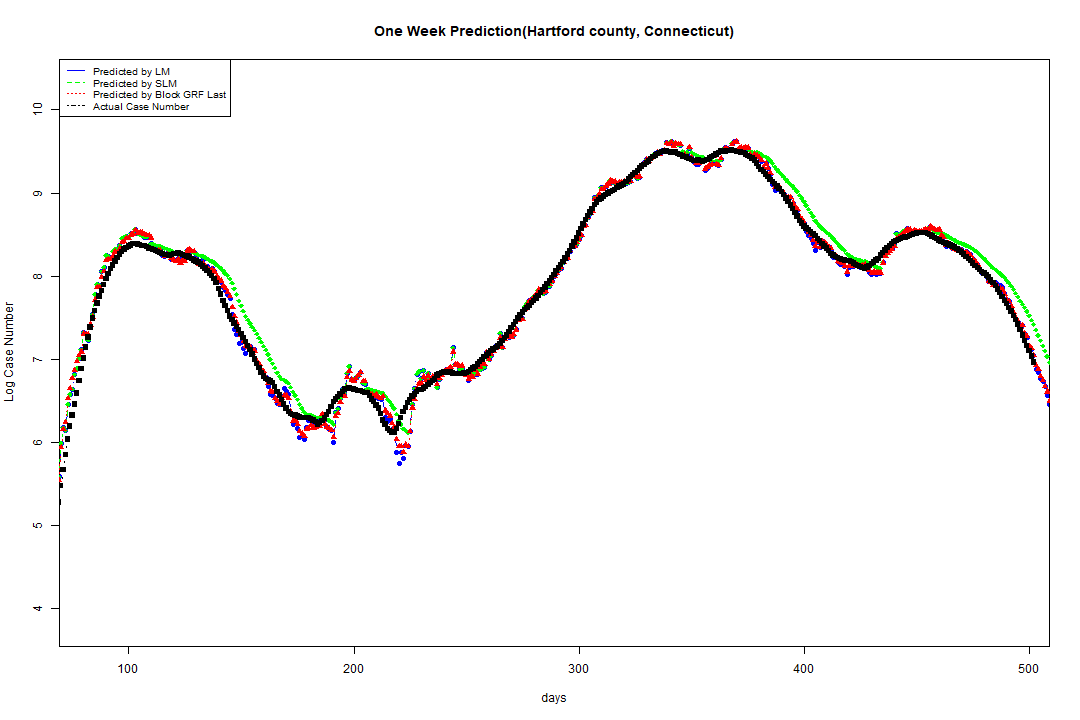 One Week Prediction(Hartford county, Connecticut)
Predicted by LM
Predicted by SLM
Predicted by Block GRF Last
Actual Case Number
10
9
8
7
6
5
4
Log Case Number
100 200 300 400 500
days